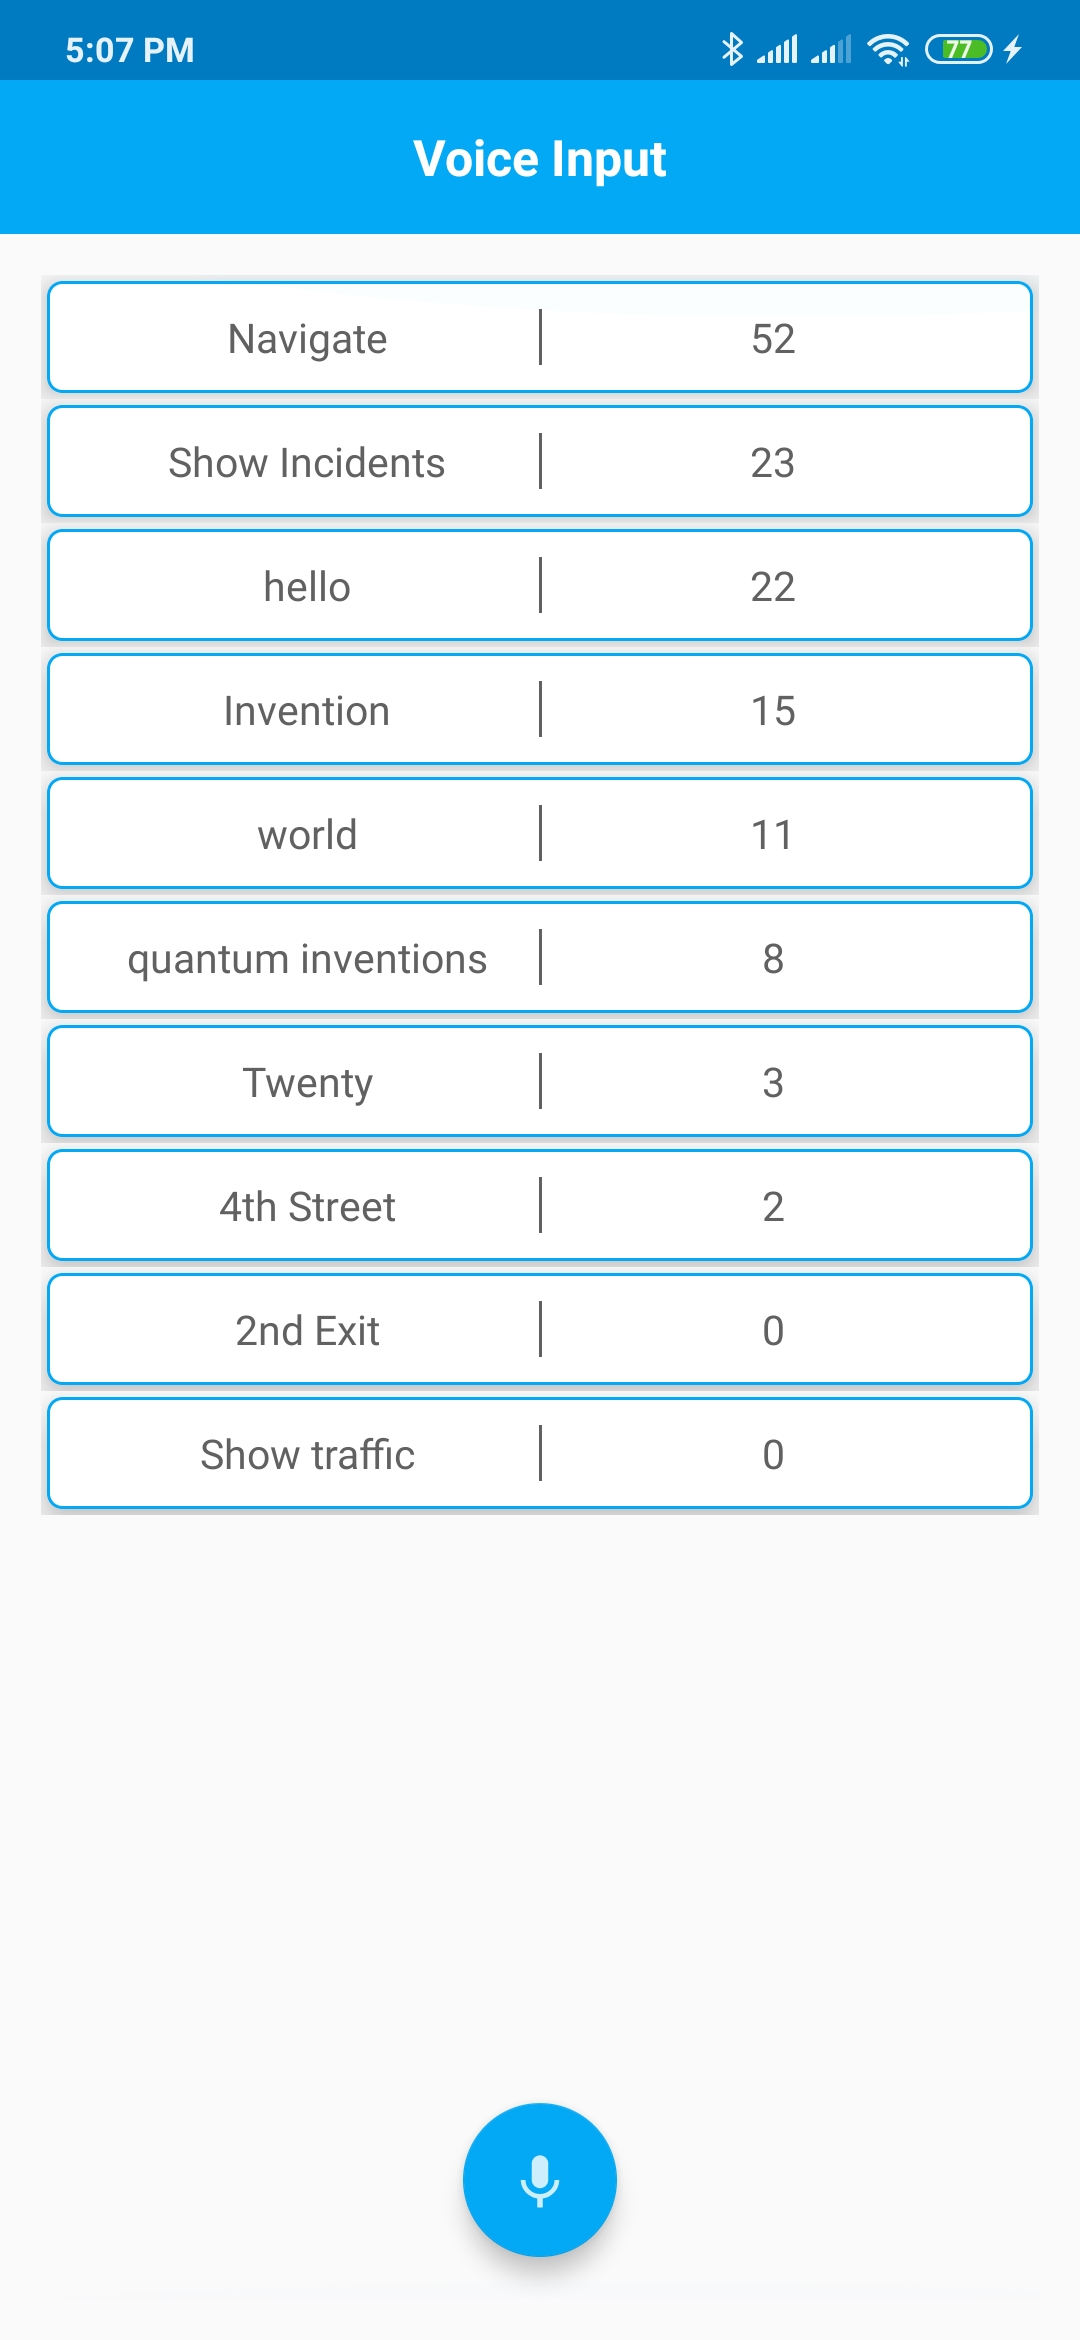 5:07 PM 77
Voice Input
Navigate 52
Show Incidents 23
hello 22
Invention 15
world 11
quantum inventions 8
Twenty 3
4th Street 2
2nd Exit 0
Show traffic 0